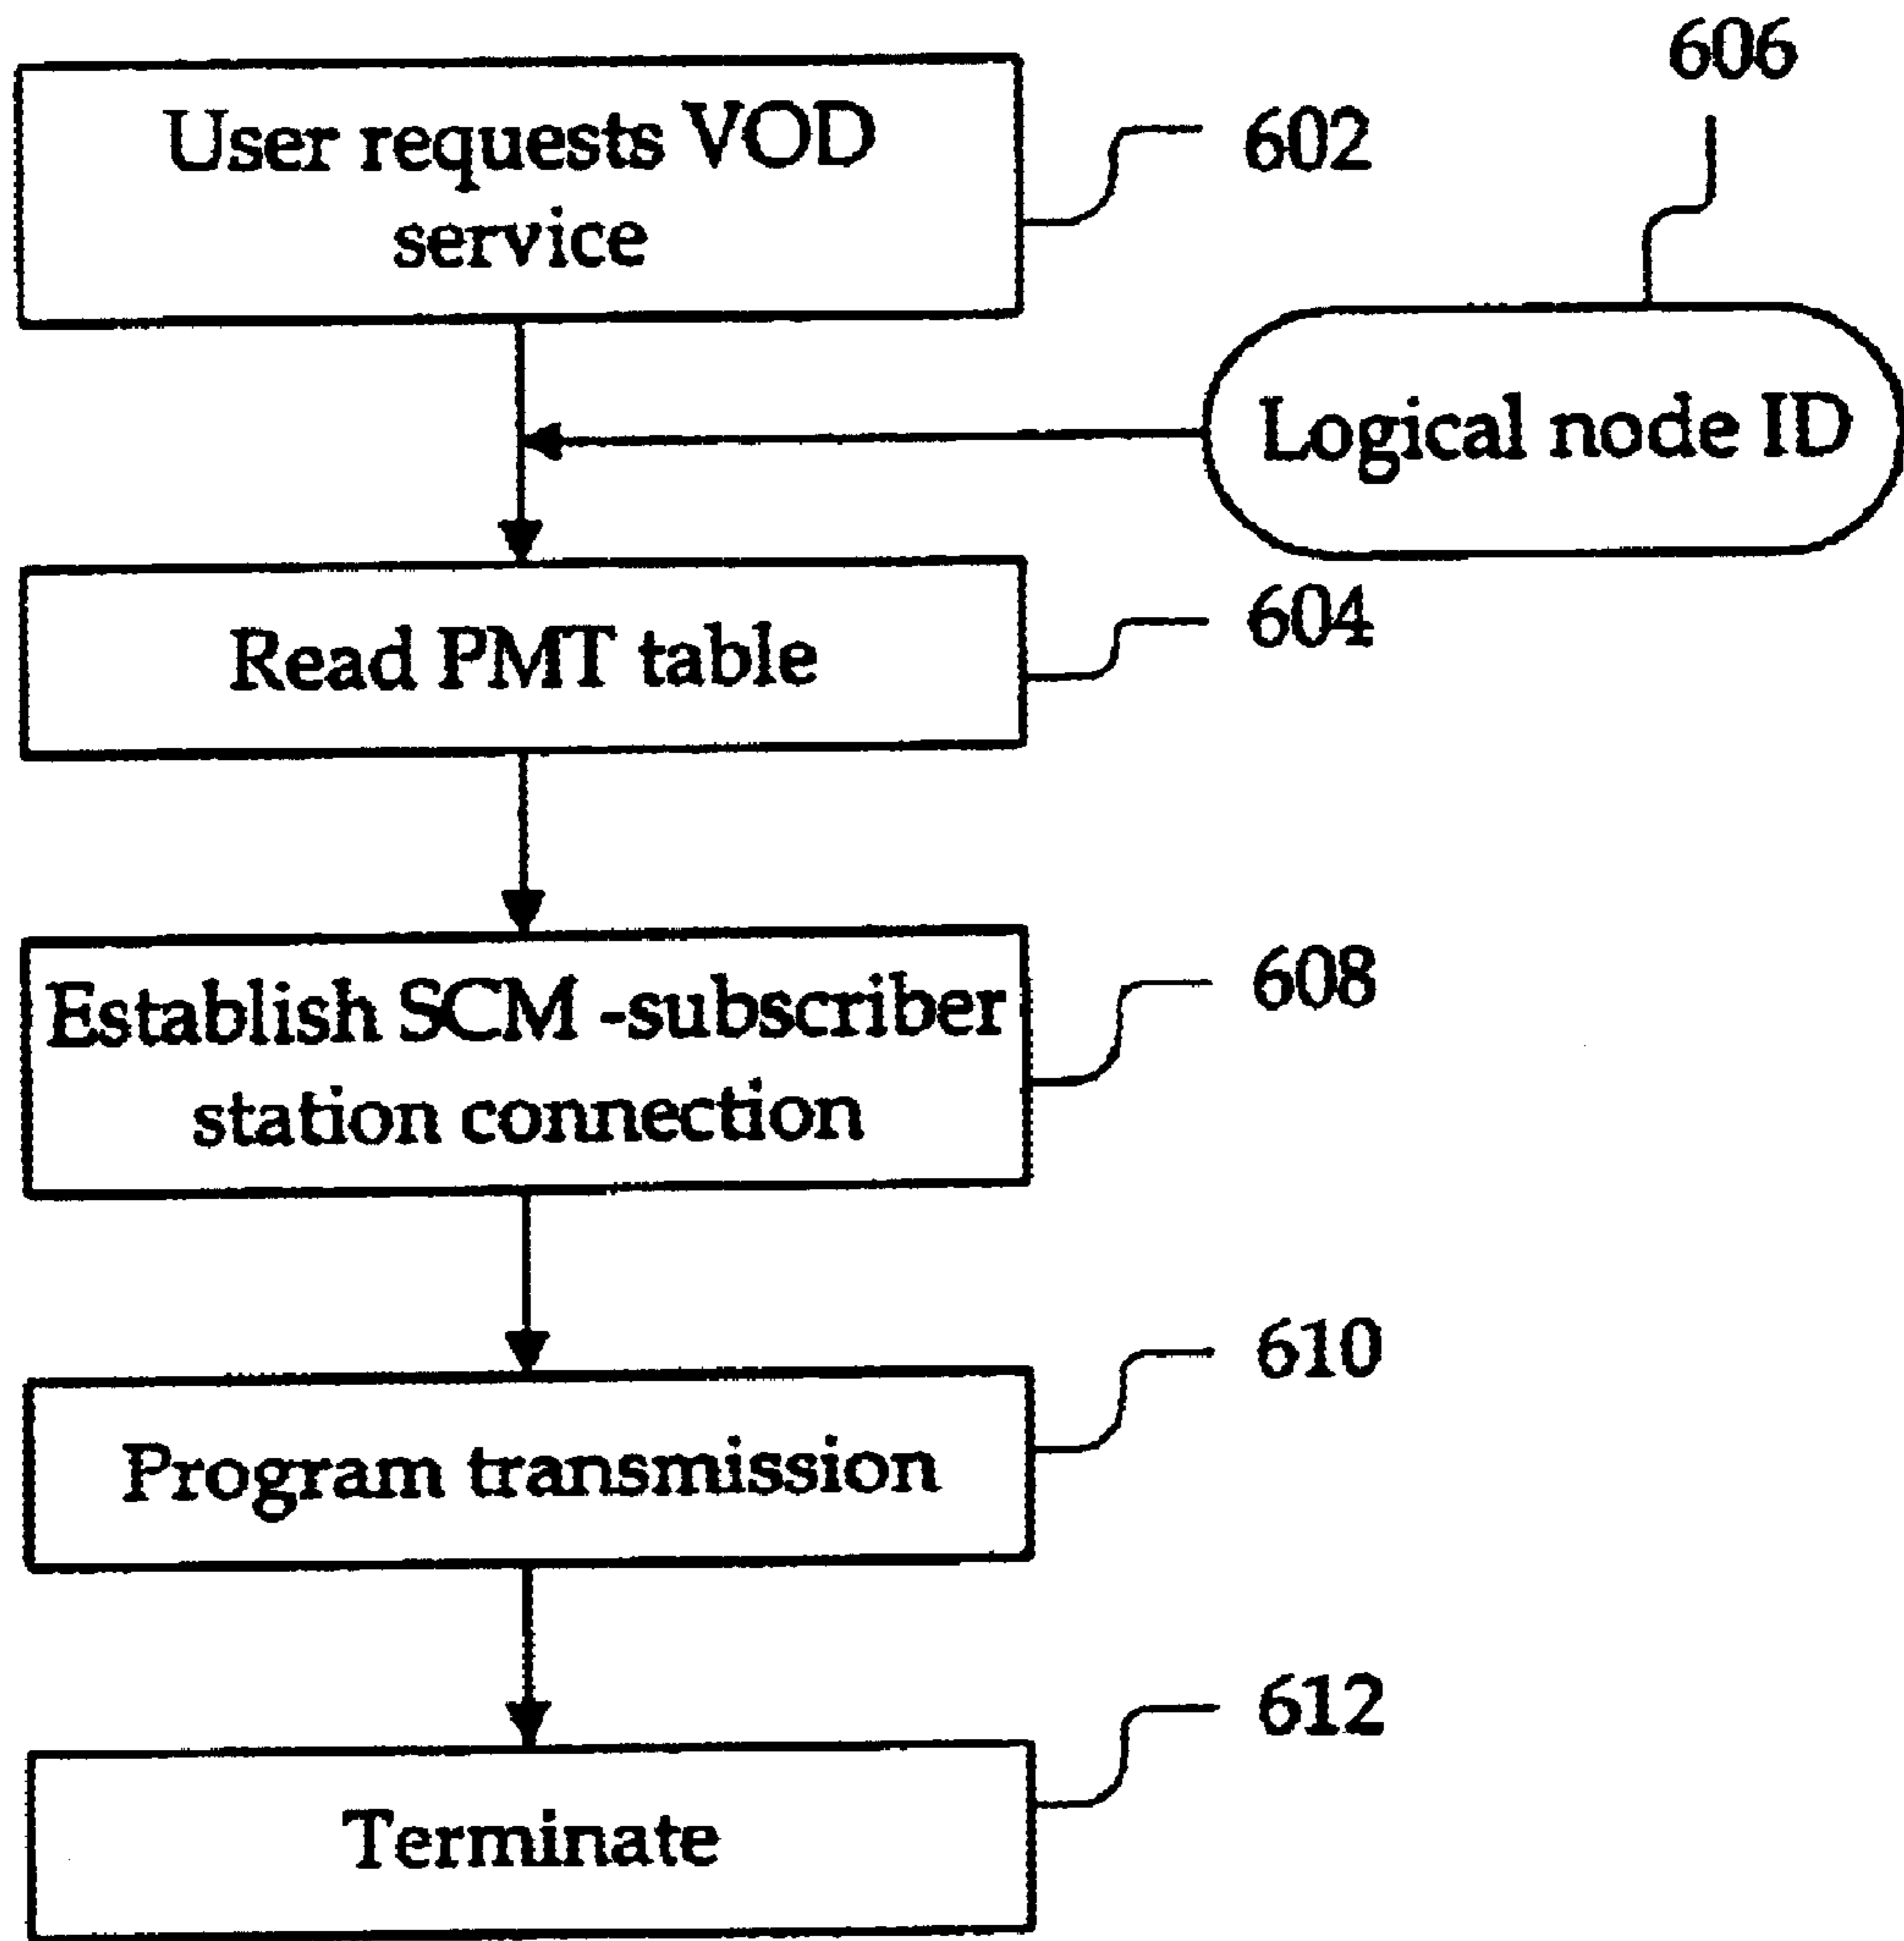 606
User requests VOD
service
602
Logical node ID
Read PMT table
604
Establish SCM -subscriber
station connection
608
Program transmission
610
Terminate
612